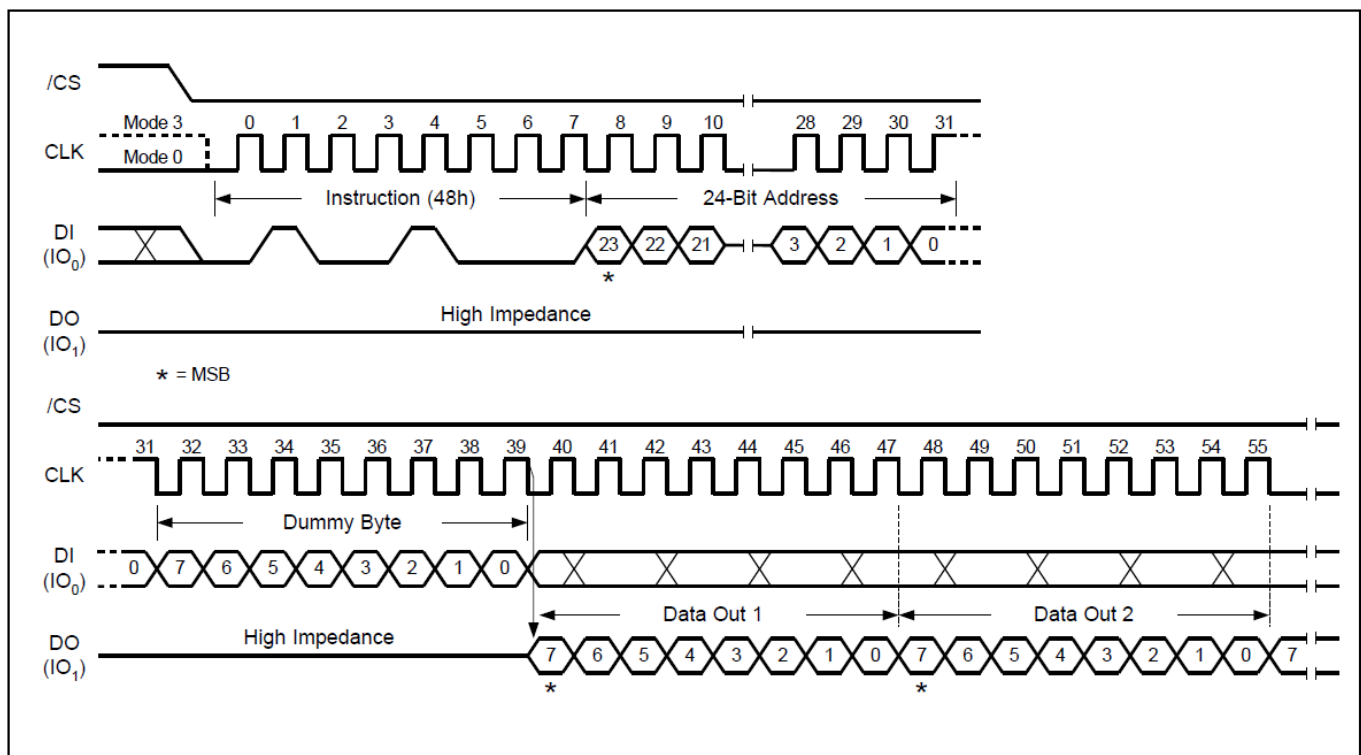 /CS
Mode 3 0 1 2 3 4 5 6 7 8 9 10 28 29 30 31
CLK Mode 0
Instruction (48h) 24-Bit Address
DI
(IO0) 23 22 21 3 2 1 0
*
DO High Impedance
(IO1)
* = MSB
/CS
31 32 33 34 35 36 37 38 39 40 41 42 43 44 45 46 47 48 49 50 51 52 53 54 55
CLK
Dummy Byte
DI
(IO0) 0 7 6 5 4 3 2 1 0
Data Out 1 Data Out 2
DO High Impedance
(IO1) 7 6 5 4 3 2 1 0 7 6 5 4 3 2 1 0 7
* *